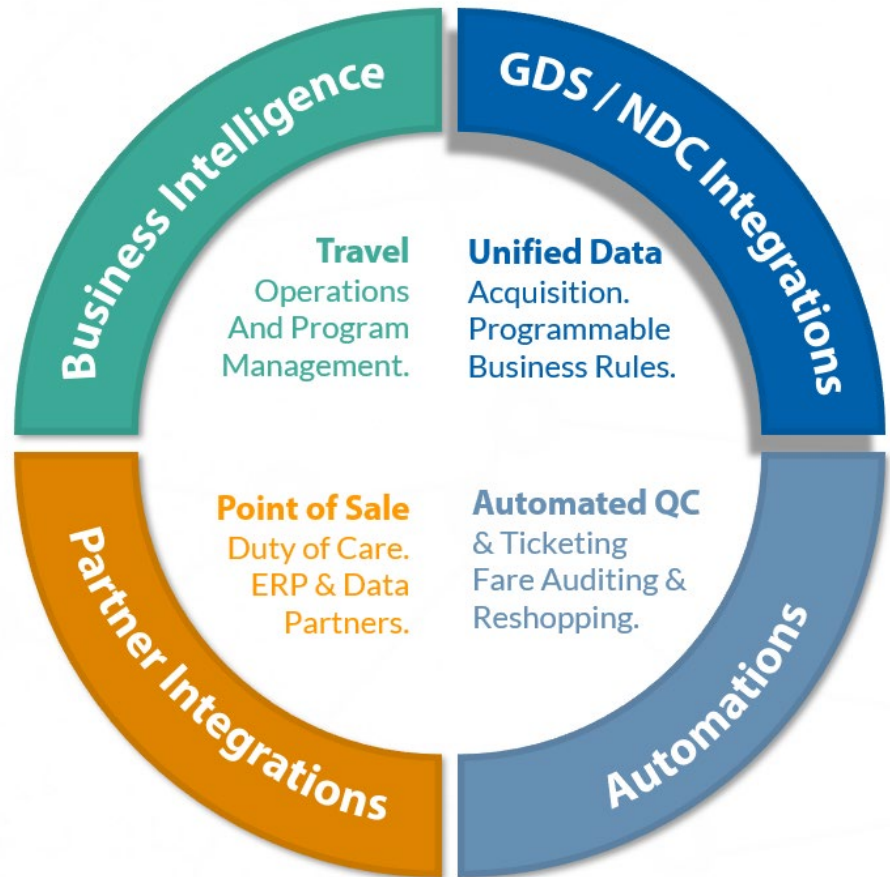 Business Intelligence
GDS / NDC Integrations
Travel
Operations
And Program
Management.
Unified Data
Acquisition.
Programmable
Business Rules.
Point of Sale
Duty of Care.
ERP & Data
Partners.
Automated QC
& Ticketing
Fare Auditing &
Reshopping.
Partner Integrations
Automations